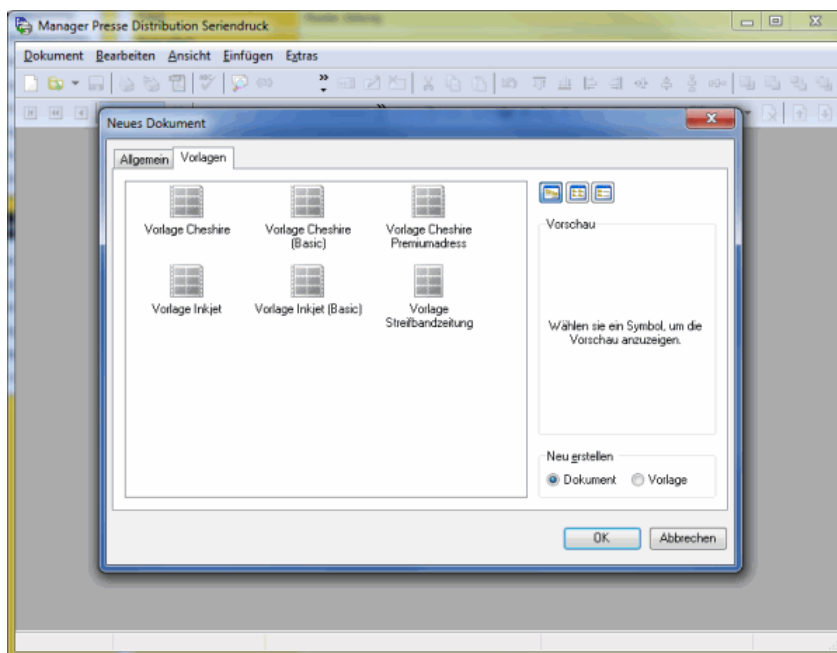 Manager Presse Distribution Seriendruck
Dokument Bearbeiten Ansicht Einfügen Extras
Neues Dokument
Allgemein Vorlagen
Vorlage Cheshire
Vorlage Cheshire
(Basic)
Vorlage Cheshire
Premiumadress
Vorlage Inkjet
Vorlage Inkjet (Basic)
Vorlage
Streifbandzeitung
Vorschau
Wählen sie ein Symbol, um die
Vorschau anzuzeigen.
Neu erstellen
Dokument Vorlage
OK Abbrechen